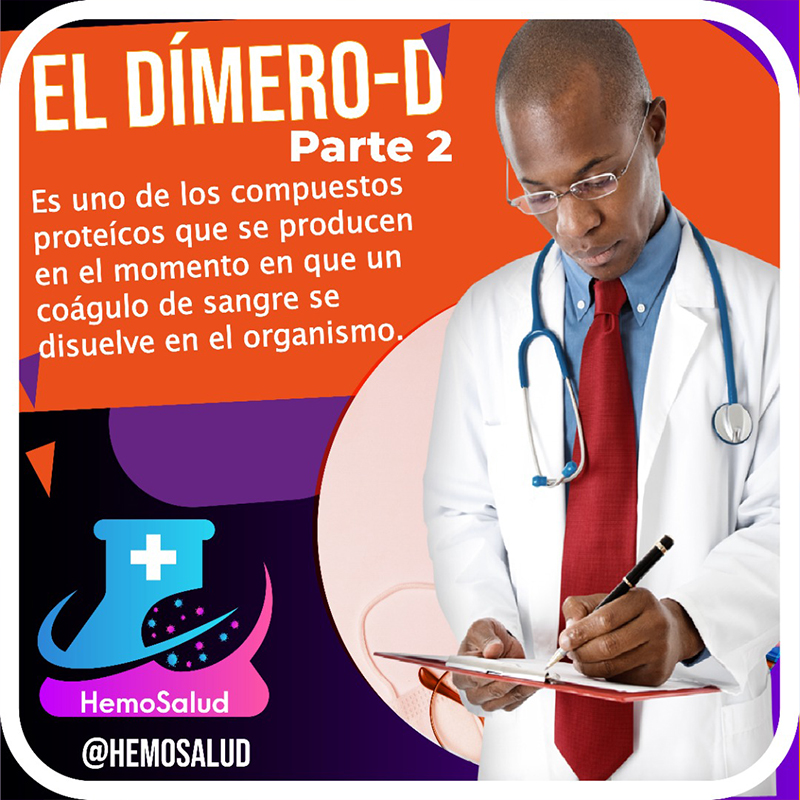 EL DÍMERO-D
Parte 2
Es uno de los compuestos
proteícos que se producen
en el momento en que un
coágulo de sangre se
disuelve en el organismo.
HemoSalud
@HEMOSALUD